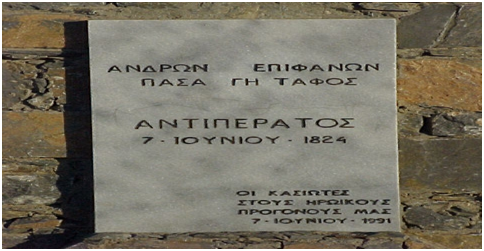 ΑΝΔΡΩΝ ΕΠΙΦΑΝΩΝ
ΠΑΣΑ ΓΗ ΤΑΦΟΣ
ΑΝΤΙΠΕΡΑΤΟΣ
7 - ΙΟΥΝΙΟΥ - 1824
ΟΙ ΚΑΣΙΩΤΕΣ
ΣΤΟΥΣ ΗΡΩΙΚΟΥΣ
ΠΡΟΓΟΝΟΥΣ ΜΑΣ
7-ΙΟΥΝΙΟΥ-1991